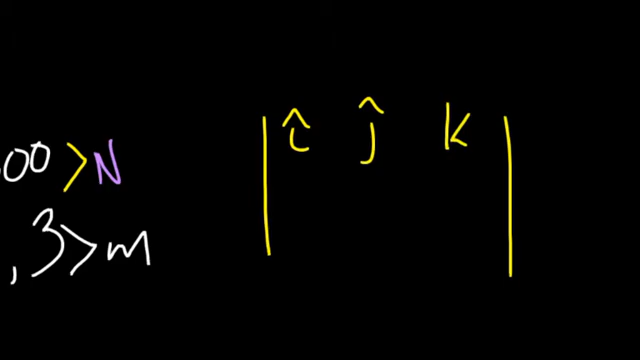 | î ĵ k |
00 > N
, 3 > m